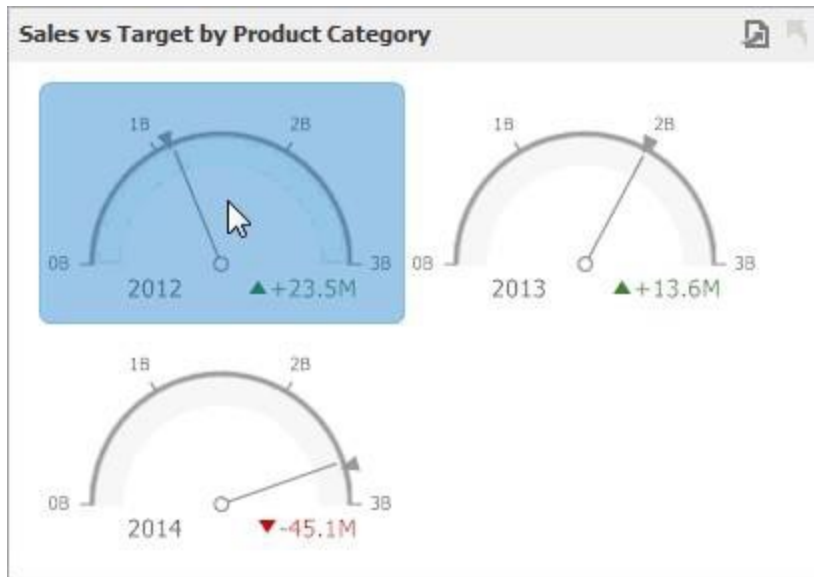 Sales vs Target by Product Category
1B 2B
0B 3B
2012 +23.5M
1B 2B
0B 3B
2013 +13.6M
1B 2B
0B 3B
2014 -45.1M